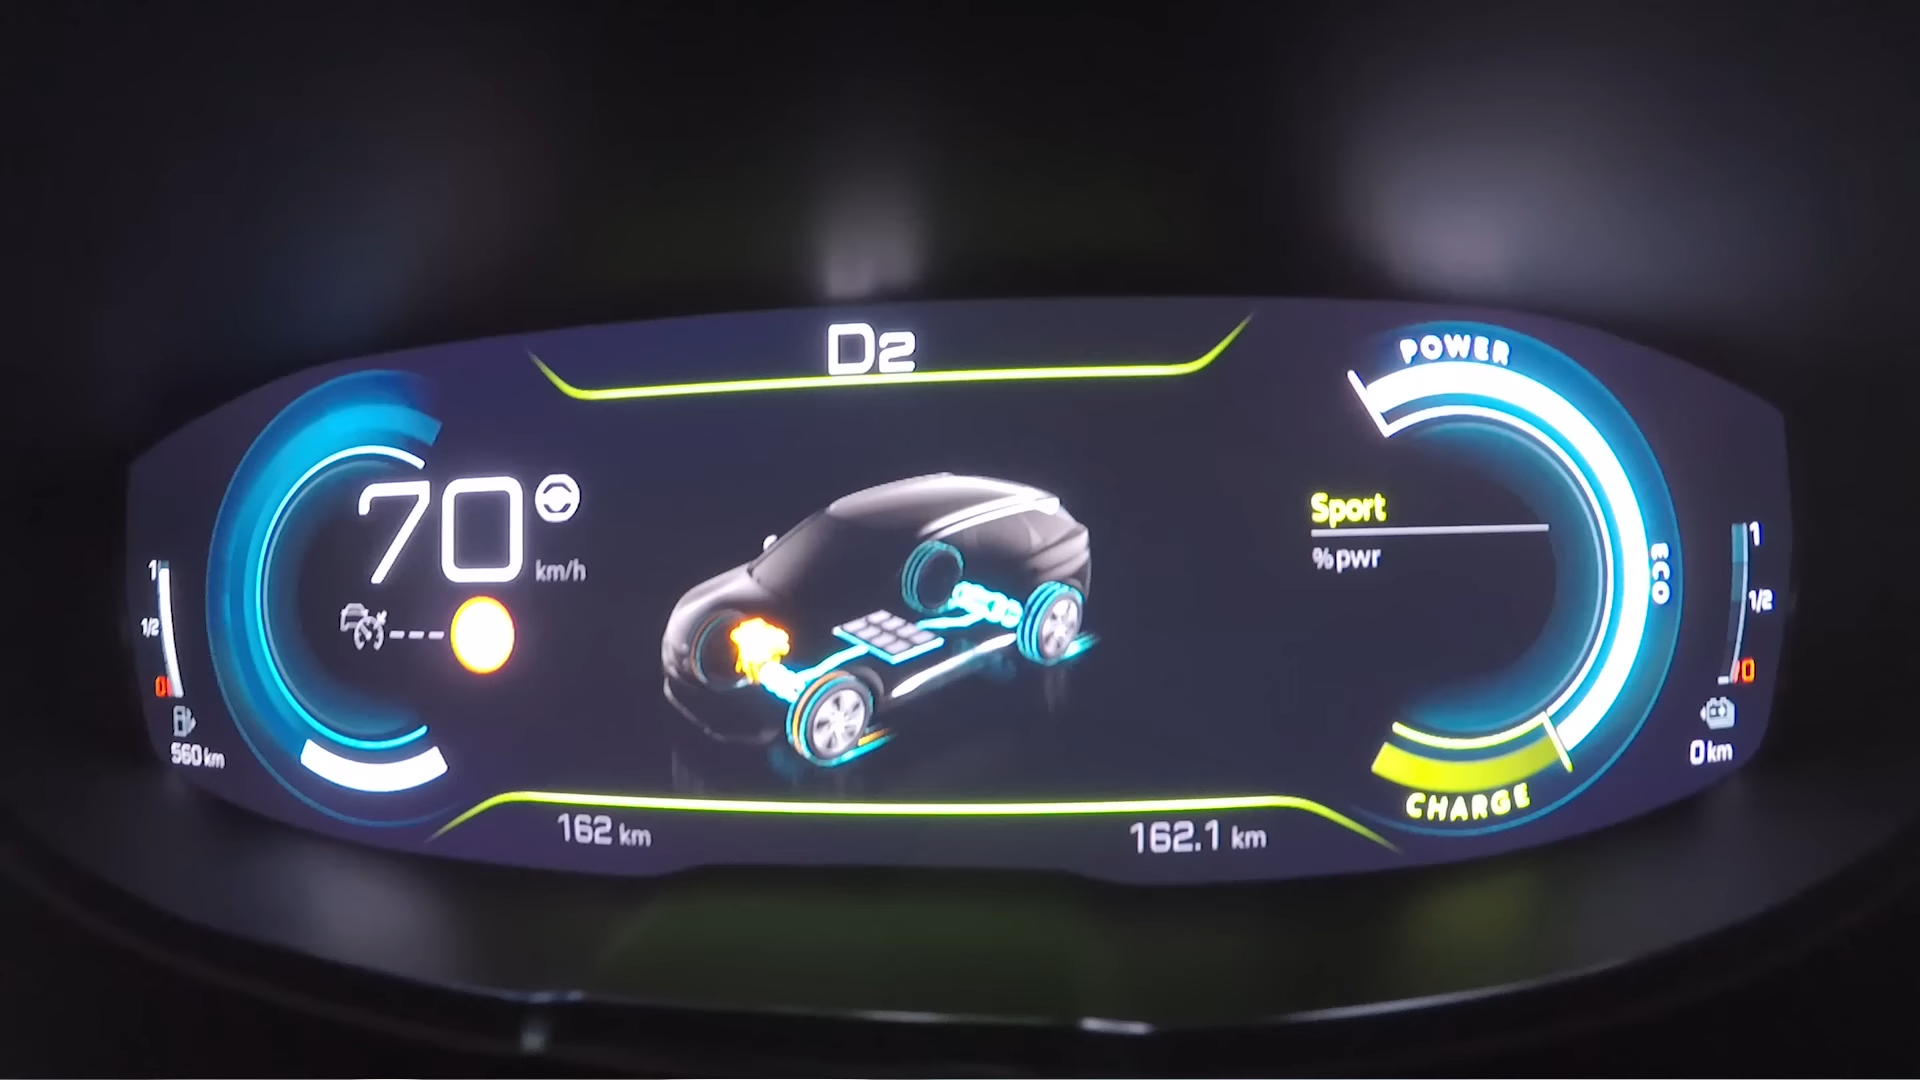 D2
POWER
70
km/h
Sport
%pwr
ECO
1
1/2
0
560 km
1
1/2
0
0 km
CHARGE
162 km
162.1 km